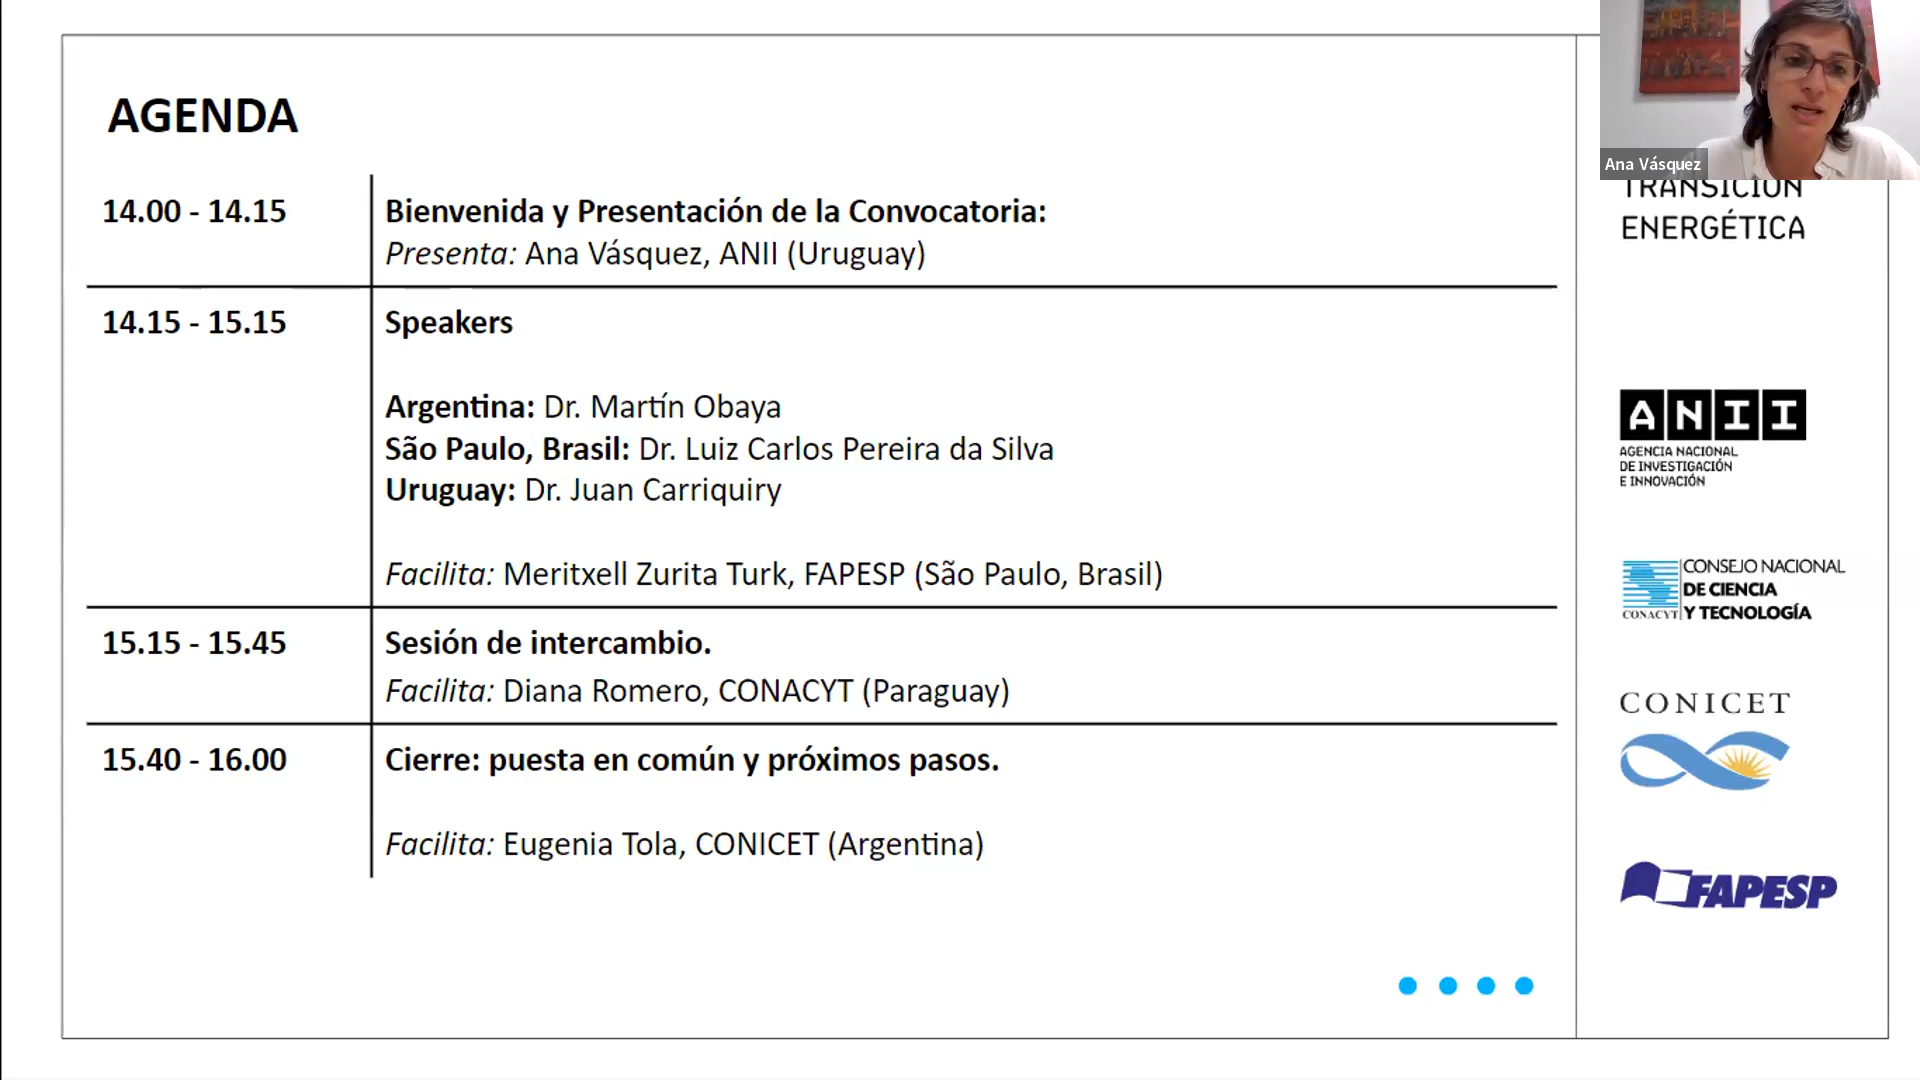 AGENDA
14.00 - 14.15
Bienvenida y Presentación de la Convocatoria:
Presenta: Ana Vásquez, ANII (Uruguay)
14.15 - 15.15
Speakers
Argentina: Dr. Martín Obaya
São Paulo, Brasil: Dr. Luiz Carlos Pereira da Silva
Uruguay: Dr. Juan Carriquiry
Facilita: Meritxell Zurita Turk, FAPESP (São Paulo, Brasil)
15.15 - 15.45
Sesión de intercambio.
Facilita: Diana Romero, CONACYT (Paraguay)
15.40 - 16.00
Cierre: puesta en común y próximos pasos.
Facilita: Eugenia Tola, CONICET (Argentina)
Ana Vásquez
TRANSICIÓN
ENERGÉTICA
ANII
AGENCIA NACIONAL
DE INVESTIGACIÓN
E INNOVACIÓN
CONACYT
CONSEJO NACIONAL
DE CIENCIA
Y TECNOLOGÍA
CONICET
FAPESP